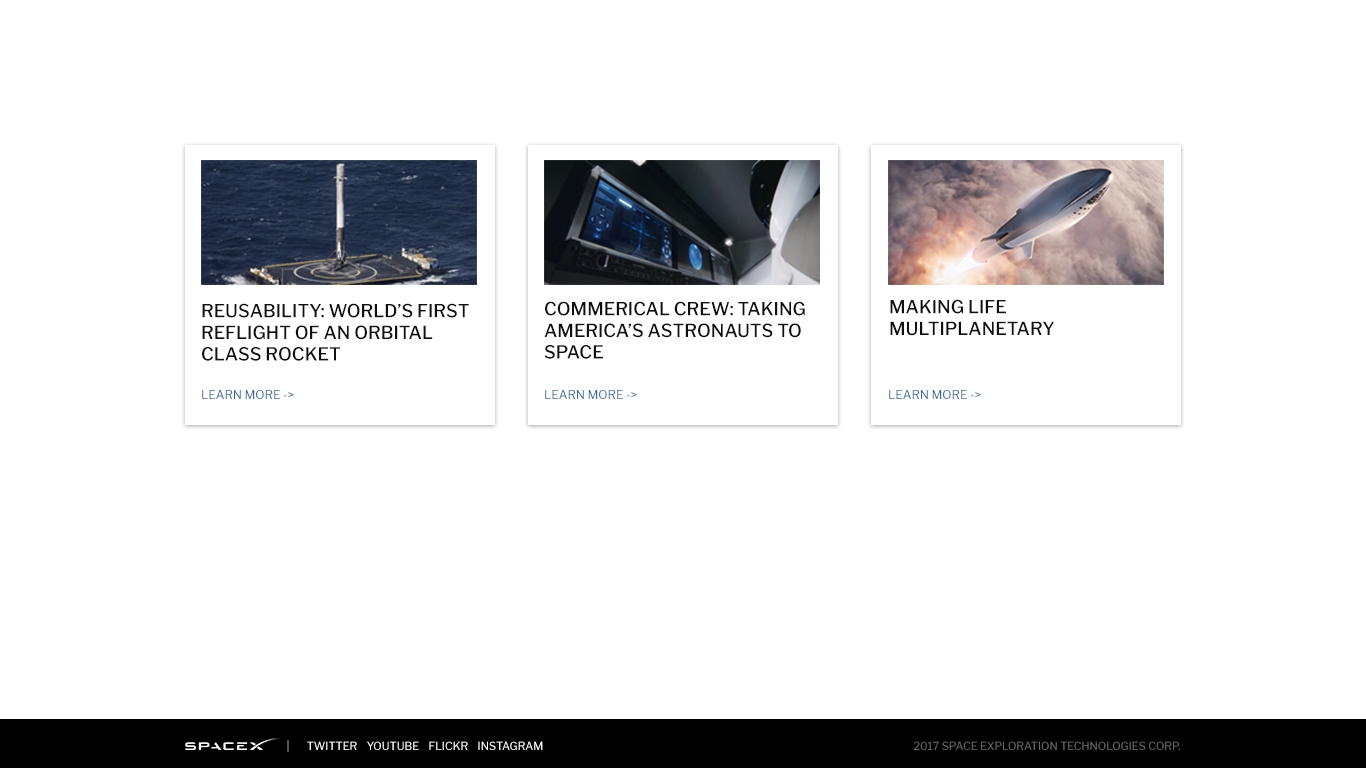 REUSABILITY: WORLD’S FIRST
REFLIGHT OF AN ORBITAL
CLASS ROCKET
LEARN MORE ->
COMMERICAL CREW: TAKING
AMERICA’S ASTRONAUTS TO
SPACE
LEARN MORE ->
MAKING LIFE
MULTIPLANETARY
LEARN MORE ->
SPACEX | TWITTER YOUTUBE FLICKR INSTAGRAM
2017 SPACE EXPLORATION TECHNOLOGIES CORP.